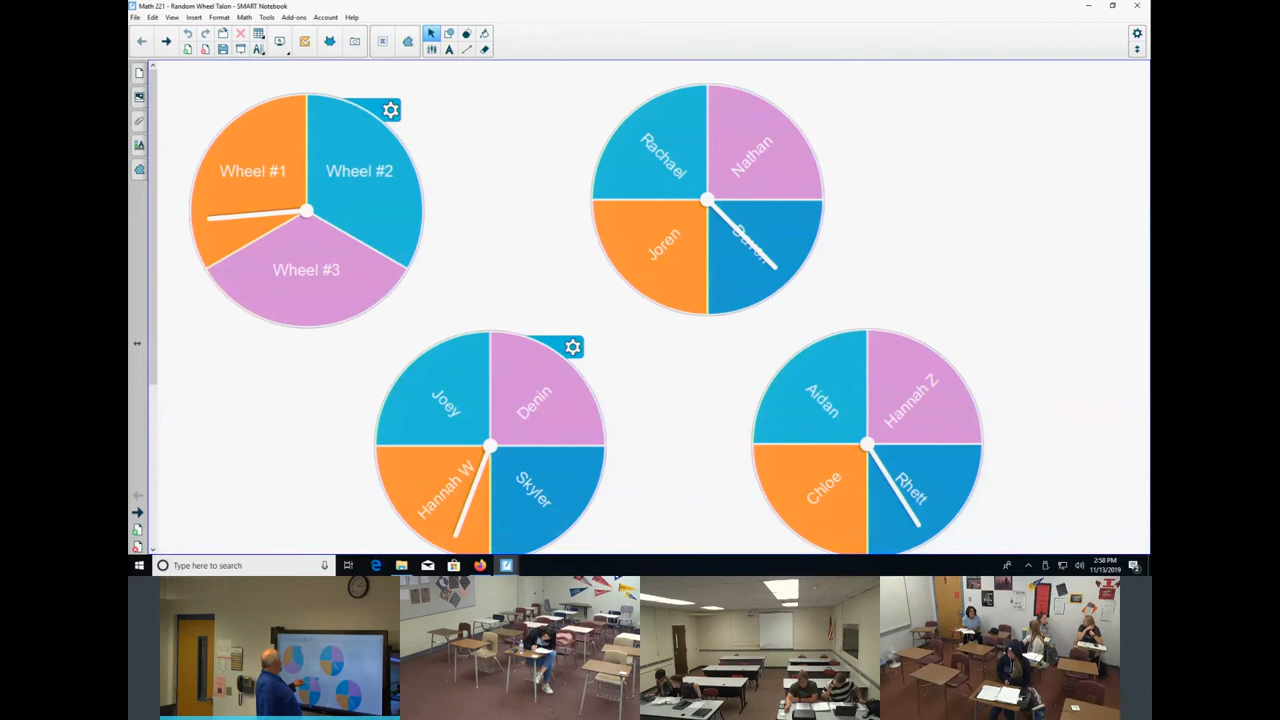 Math 221 - Random Wheel Talon - SMART Notebook
File Edit View Insert Format Math Tools Add-ons Account Help
Wheel #1
Wheel #2
Wheel #3
Rachael
Nathan
Joren
Joey
Denin
Hannah W
Skyler
Aidan
Hannah Z
Chloe
Rhett
Type here to search
2:58 PM
11/13/2019